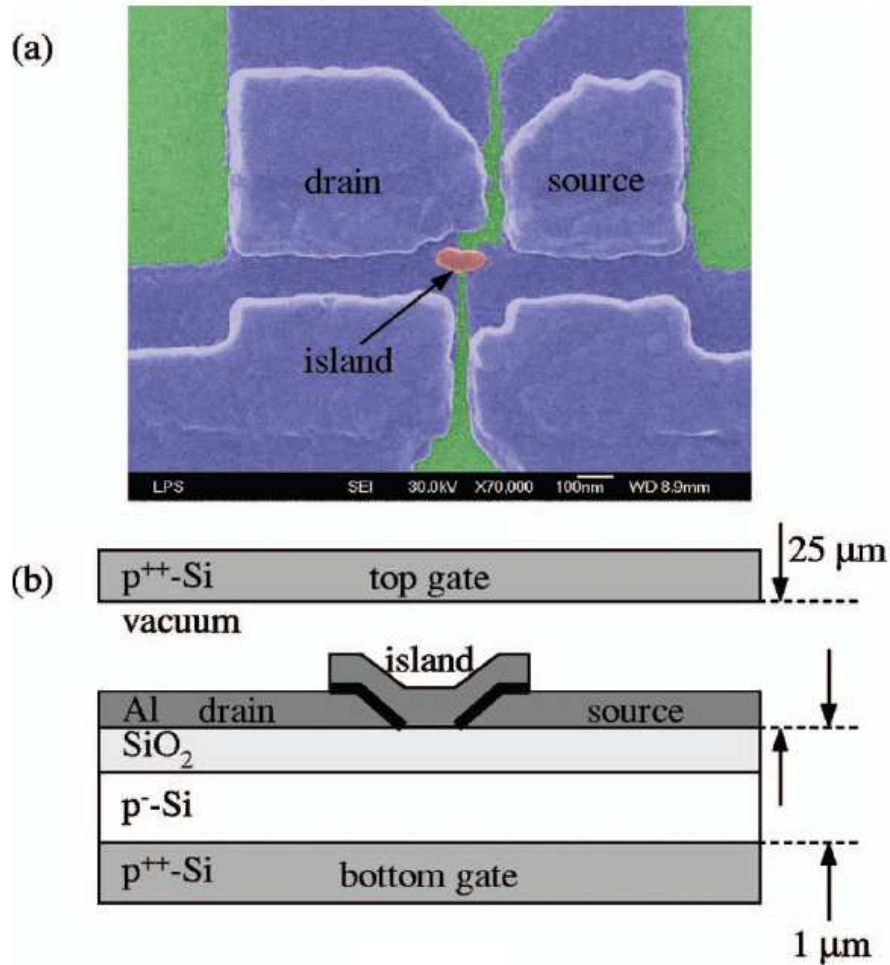 (a)
drain
source
island
LPS SEI 30.0kV X70,000 100nm WD 8.9mm
(b)
p⁺⁺-Si top gate
25 μm
vacuum
island
Al drain source
SiO₂
p⁻-Si
p⁺⁺-Si bottom gate
1 μm